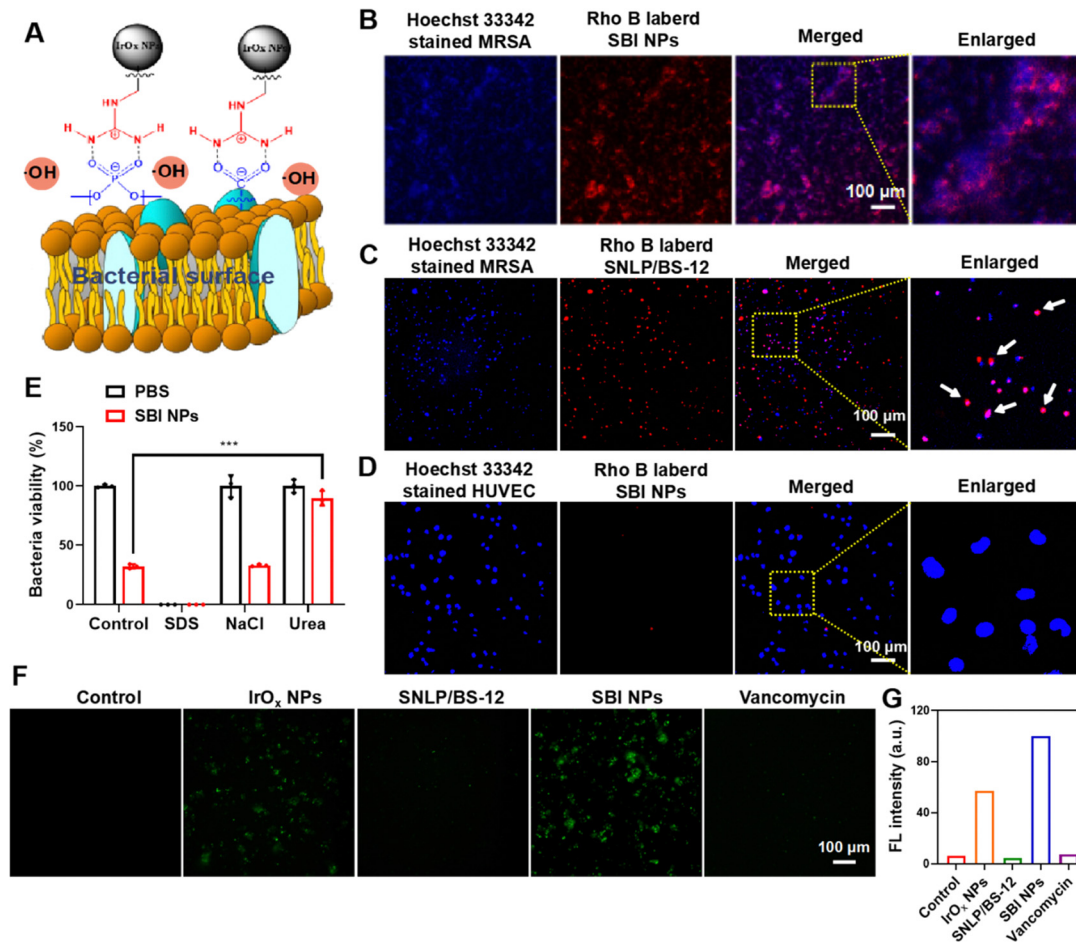 A
IrOx NPs
IrOx NPs
HN
HN
H H H H
N N N N
⊕ ⊕
O O O O
⊖ ⊖
P C
O O
·OH ·OH ·OH
Bacterial surface
B
Hoechst 33342
stained MRSA
Rho B laberd
SBI NPs
Merged
Enlarged
100 µm
C
Hoechst 33342
stained MRSA
Rho B laberd
SNLP/BS-12
Merged
Enlarged
100 µm
D
Hoechst 33342
stained HUVEC
Rho B laberd
SBI NPs
Merged
Enlarged
100 µm
E
PBS
SBI NPs
Bacteria viability (%)
150
100
50
0
***
Control SDS NaCl Urea
F
Control
IrOₓ NPs
SNLP/BS-12
SBI NPs
Vancomycin
100 µm
G
FL intensity (a.u.)
120
80
40
0
Control
IrOₓ NPs
SNLP/BS-12
SBI NPs
Vancomycin